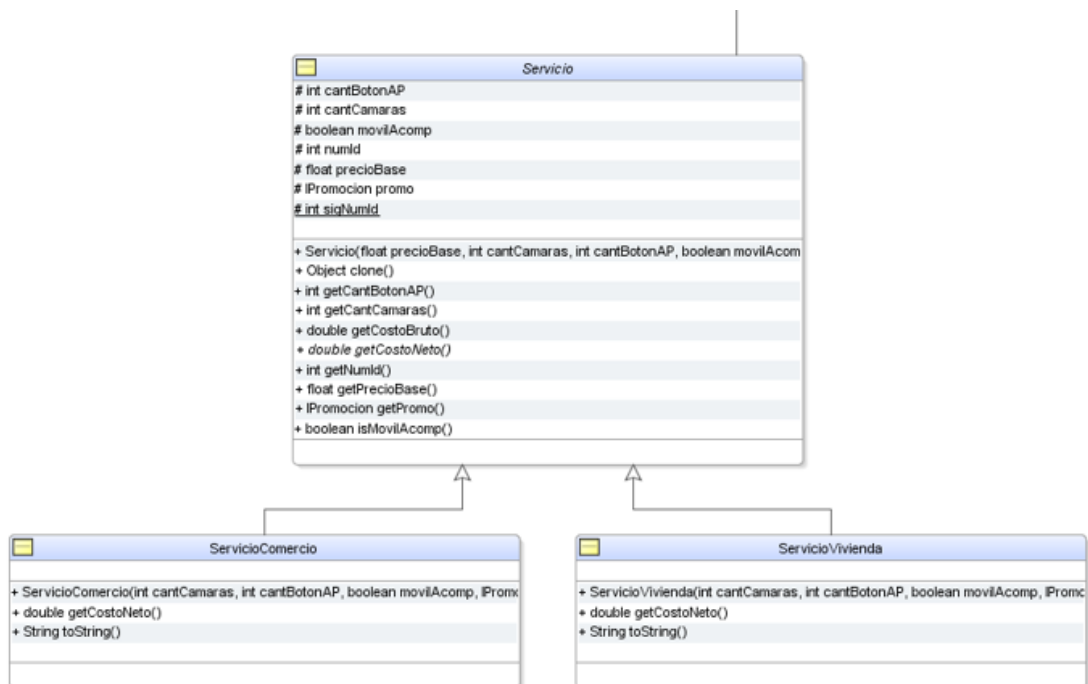 Servicio
# int cantBotonAP
# int cantCamaras
# boolean movilAcomp
# int numId
# float precioBase
# IPromocion promo
# int sigNumId
+ Servicio(float precioBase, int cantCamaras, int cantBotonAP, boolean movilAcom
+ Object clone()
+ int getCantBotonAP()
+ int getCantCamaras()
+ double getCostoBruto()
+ double getCostoNeto()
+ int getNumId()
+ float getPrecioBase()
+ IPromocion getPromo()
+ boolean isMovilAcomp()
ServicioComercio
+ ServicioComercio(int cantCamaras, int cantBotonAP, boolean movilAcomp, IPromo
+ double getCostoNeto()
+ String toString()
ServicioVivienda
+ ServicioVivienda(int cantCamaras, int cantBotonAP, boolean movilAcomp, IPromo
+ double getCostoNeto()
+ String toString()